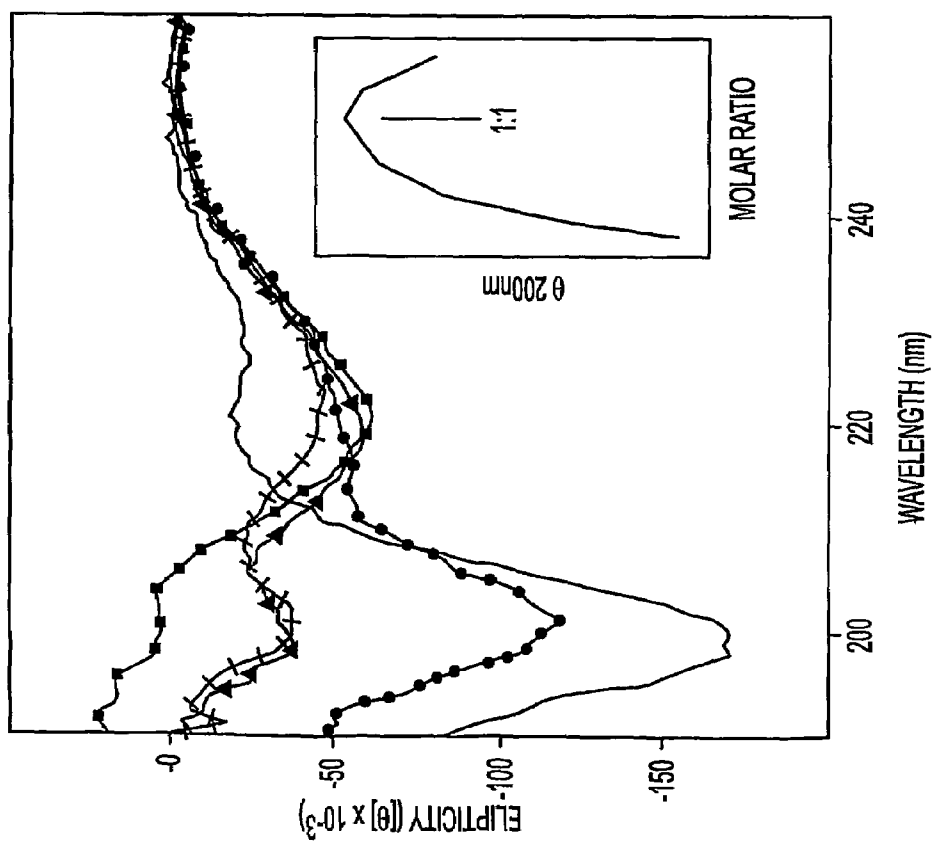 ELIPTICITY ([θ] x 10-3)
-0
-50
-100
-150
200
220
240
WAVELENGTH (nm)
θ 200nm
1:1
MOLAR RATIO